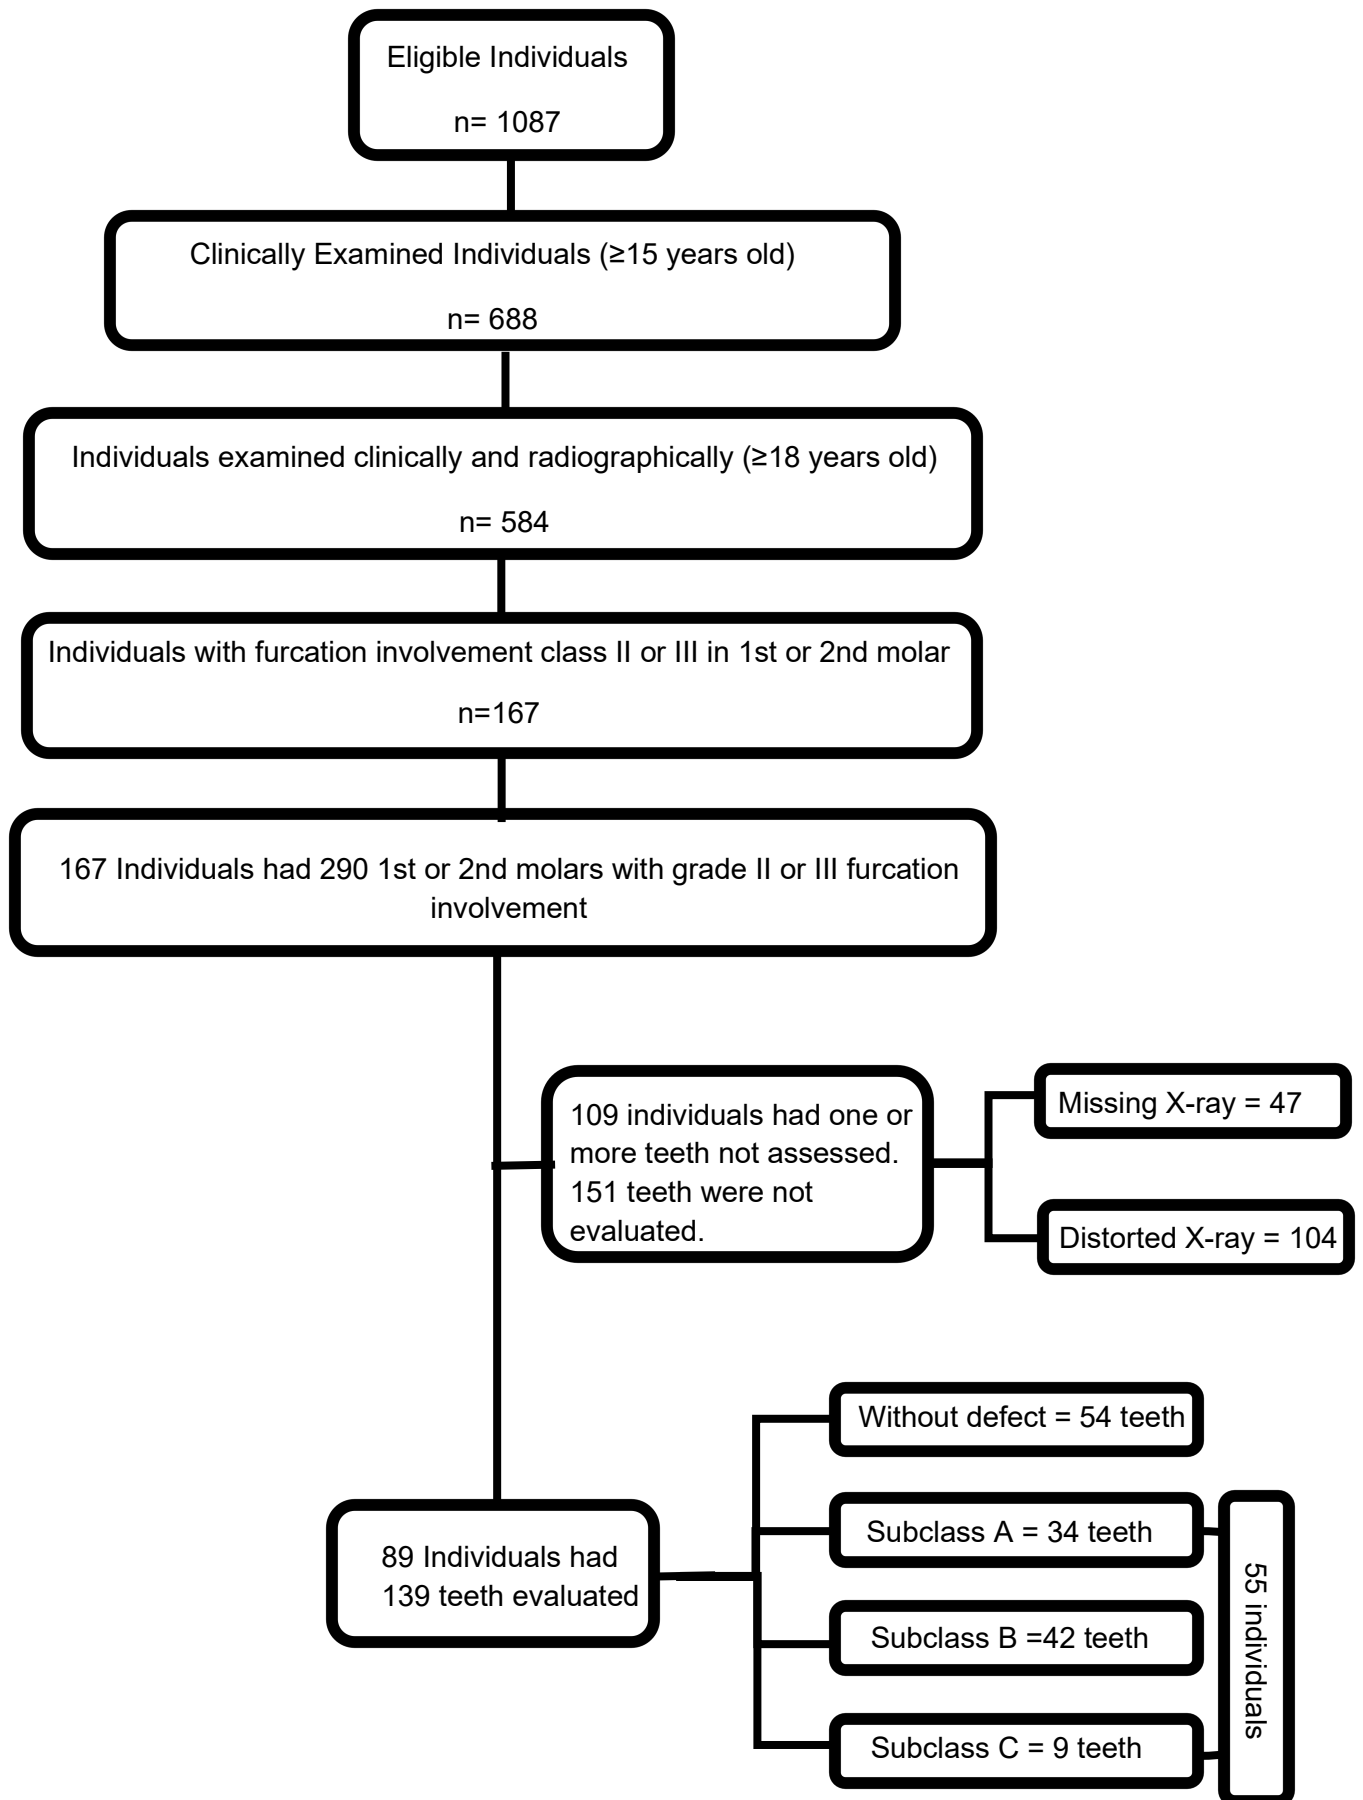 Eligible Individuals
n= 1087
Clinically Examined Individuals (≥15 years old)
n= 688
Individuals examined clinically and radiographically (≥18 years old)
n= 584
Individuals with furcation involvement class II or III in 1st or 2nd molar
n=167
167 Individuals had 290 1st or 2nd molars with grade II or III furcation
involvement
109 individuals had one or
more teeth not assessed.
151 teeth were not
evaluated.
Missing X-ray = 47
Distorted X-ray = 104
89 Individuals had
139 teeth evaluated
Without defect = 54 teeth
Subclass A = 34 teeth
Subclass B =42 teeth
Subclass C = 9 teeth
55 individuals